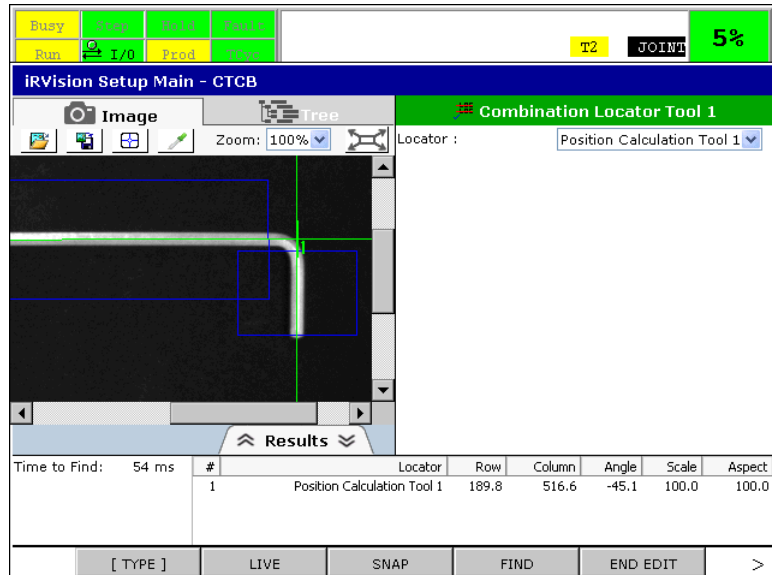 Busy Step Hold Fault
Run I/O Prod TCyc
T2 JOINT 5%
iRVision Setup Main - CTCB
Image Tree
Combination Locator Tool 1
Zoom: 100%
Locator : Position Calculation Tool 1
1
Results
Time to Find: 54 ms
# Locator Row Column Angle Scale Aspect
1 Position Calculation Tool 1 189.8 516.6 -45.1 100.0 100.0
[ TYPE ] LIVE SNAP FIND END EDIT >